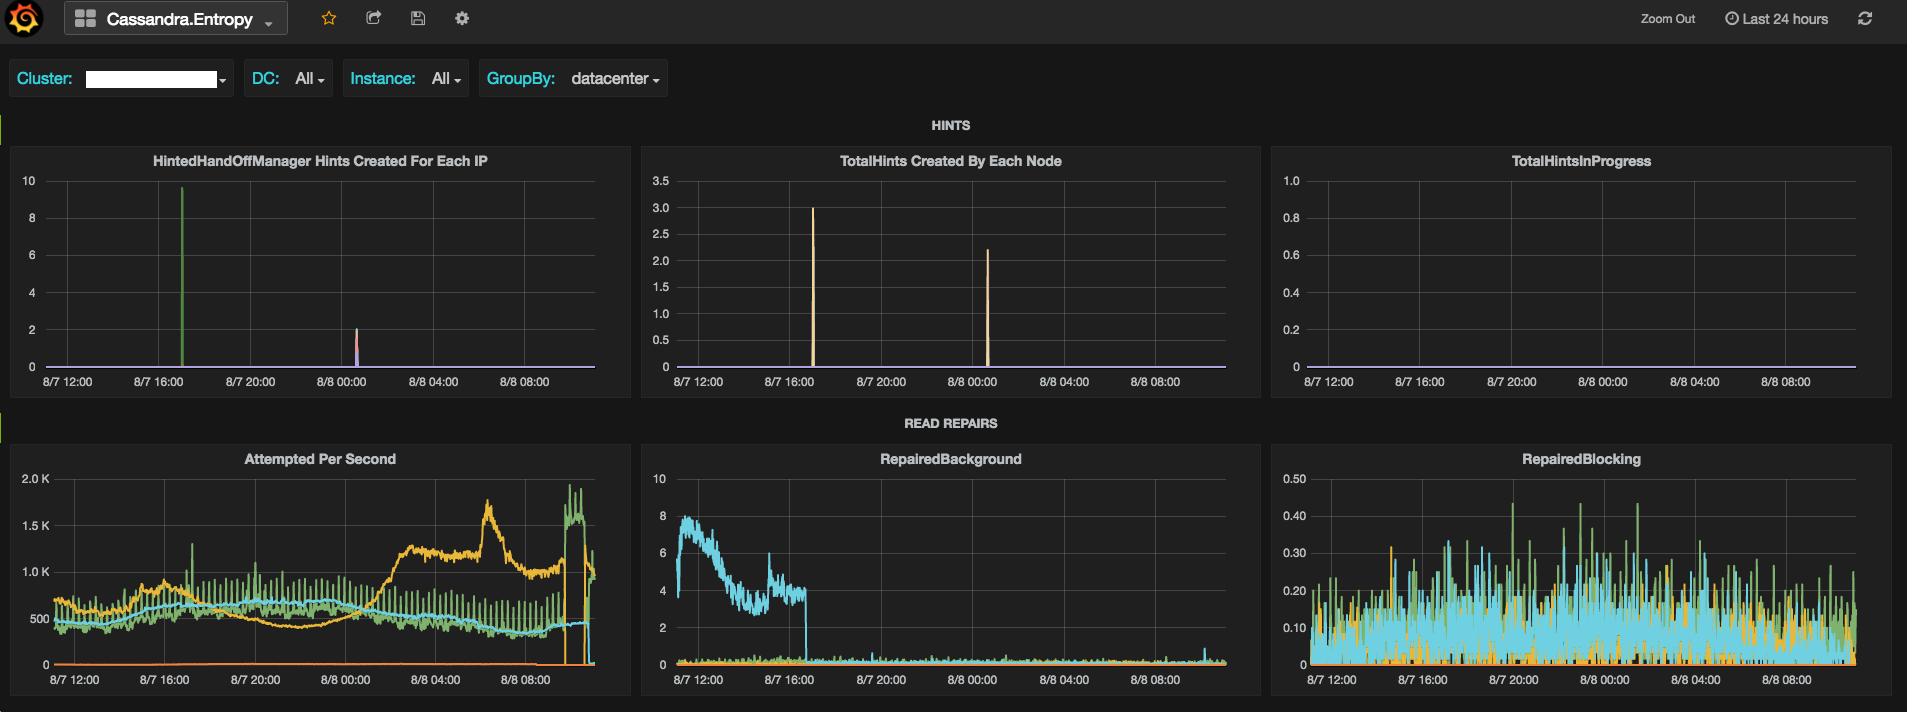 Cassandra.Entropy
Zoom Out
Last 24 hours
Cluster:
DC: All
Instance: All
GroupBy: datacenter
HINTS
HintedHandOffManager Hints Created For Each IP
10
8
6
4
2
0
8/7 12:00 8/7 16:00 8/7 20:00 8/8 00:00 8/8 04:00 8/8 08:00
TotalHints Created By Each Node
3.5
3.0
2.5
2.0
1.5
1.0
0.5
0
8/7 12:00 8/7 16:00 8/7 20:00 8/8 00:00 8/8 04:00 8/8 08:00
TotalHintsInProgress
1.0
0.8
0.6
0.4
0.2
0
8/7 12:00 8/7 16:00 8/7 20:00 8/8 00:00 8/8 04:00 8/8 08:00
READ REPAIRS
Attempted Per Second
2.0 K
1.5 K
1.0 K
500
0
8/7 12:00 8/7 16:00 8/7 20:00 8/8 00:00 8/8 04:00 8/8 08:00
RepairedBackground
10
8
6
4
2
0
8/7 12:00 8/7 16:00 8/7 20:00 8/8 00:00 8/8 04:00 8/8 08:00
RepairedBlocking
0.50
0.40
0.30
0.20
0.10
0
8/7 12:00 8/7 16:00 8/7 20:00 8/8 00:00 8/8 04:00 8/8 08:00